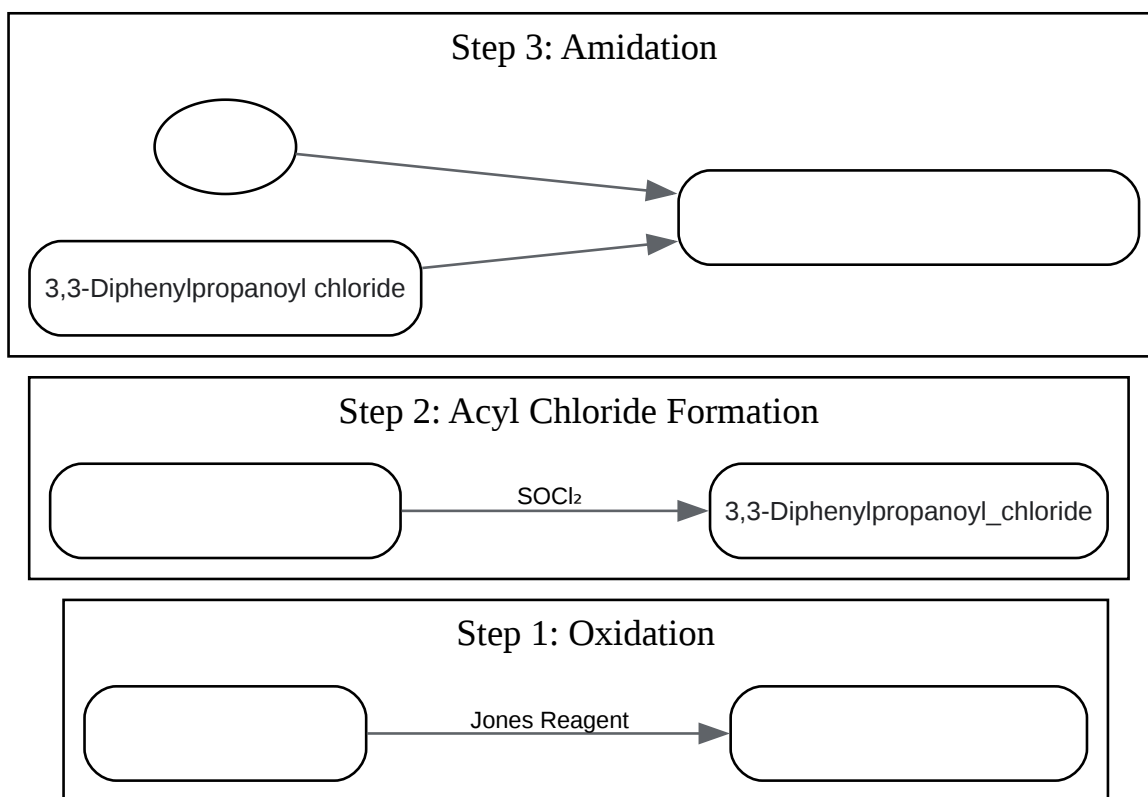 Step 3: Amidation
3,3-Diphenylpropanoyl chloride
Step 2: Acyl Chloride Formation
SOCl₂
3,3-Diphenylpropanoyl_chloride
Step 1: Oxidation
Jones Reagent